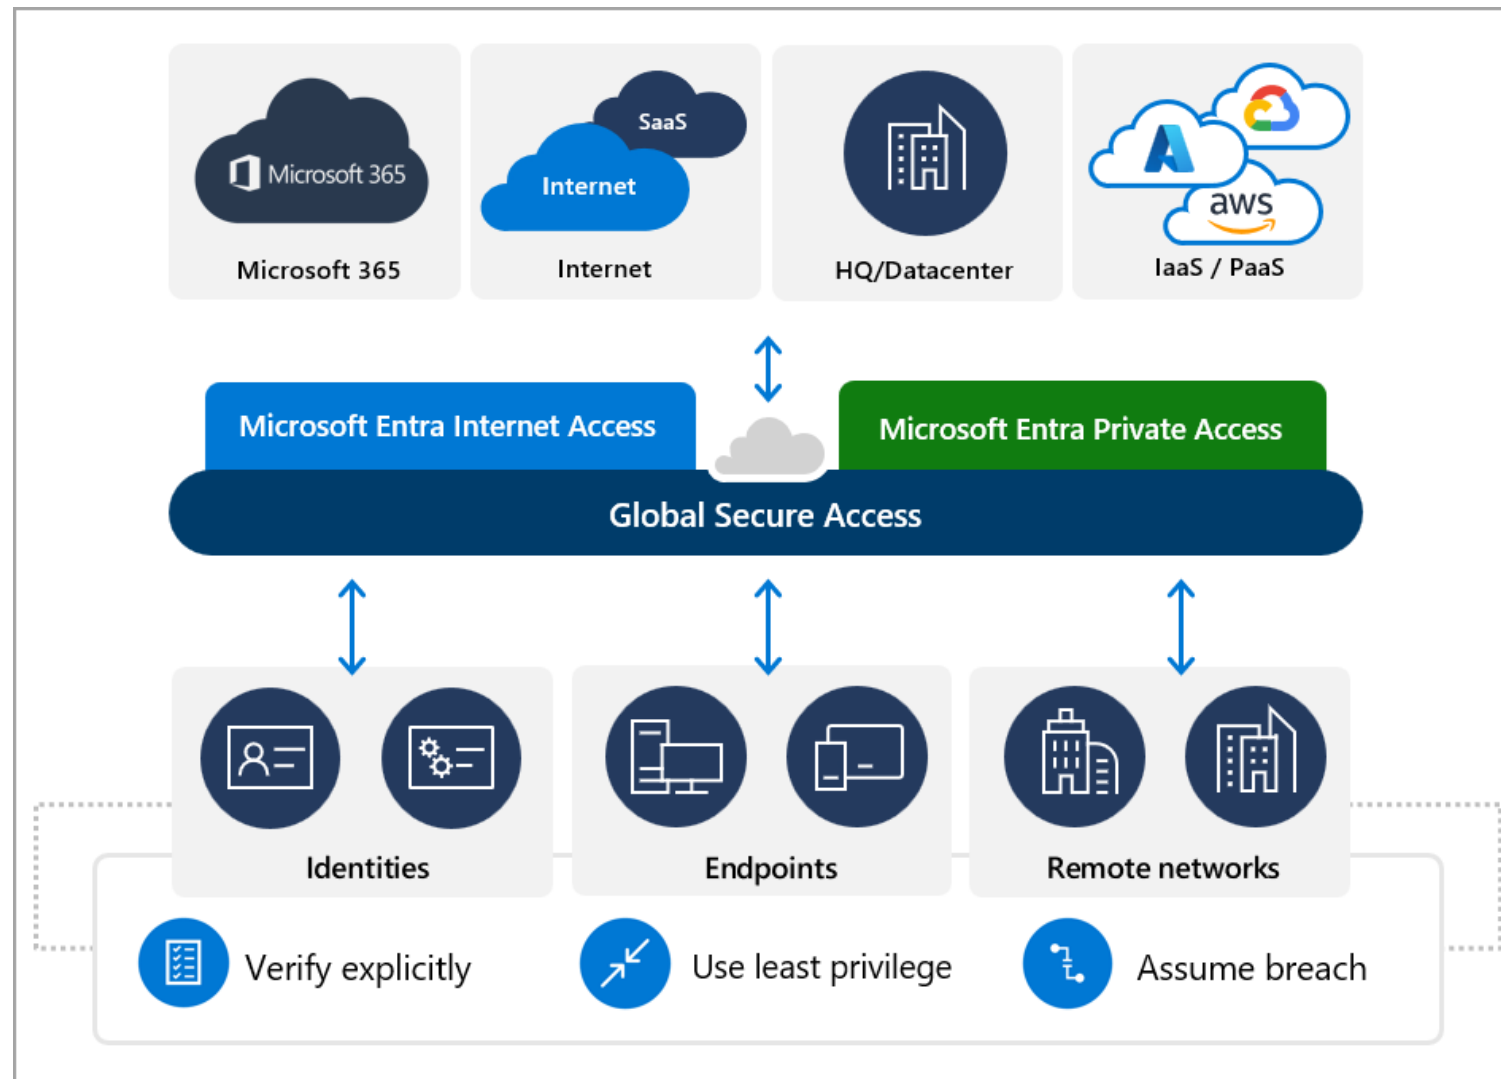 Microsoft 365
SaaS
Internet
aws
Microsoft 365
Internet
HQ/Datacenter
IaaS / PaaS
Microsoft Entra Internet Access
Microsoft Entra Private Access
Global Secure Access
Identities
Endpoints
Remote networks
Verify explicitly
Use least privilege
Assume breach